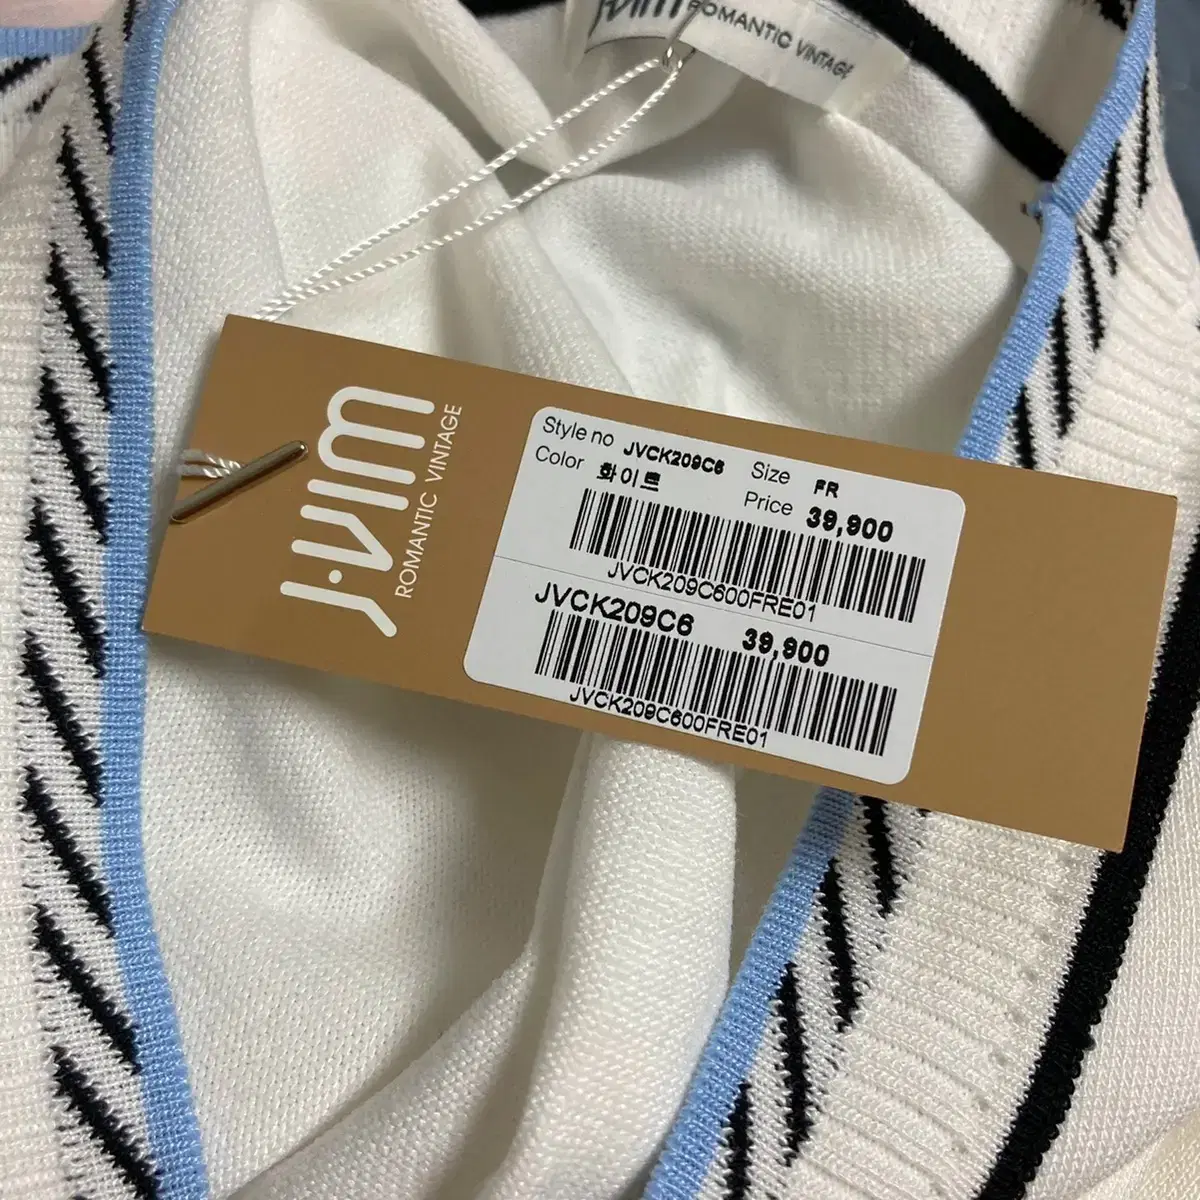 J.VIM ROMANTIC VINTAGE
J.VIM
ROMANTIC VINTAGE
Style no JVCK209C6 Size FR
Color 화이트 Price 39,900
JVCK209C600FRE01
JVCK209C6 39,900
JVCK209C600FRE01